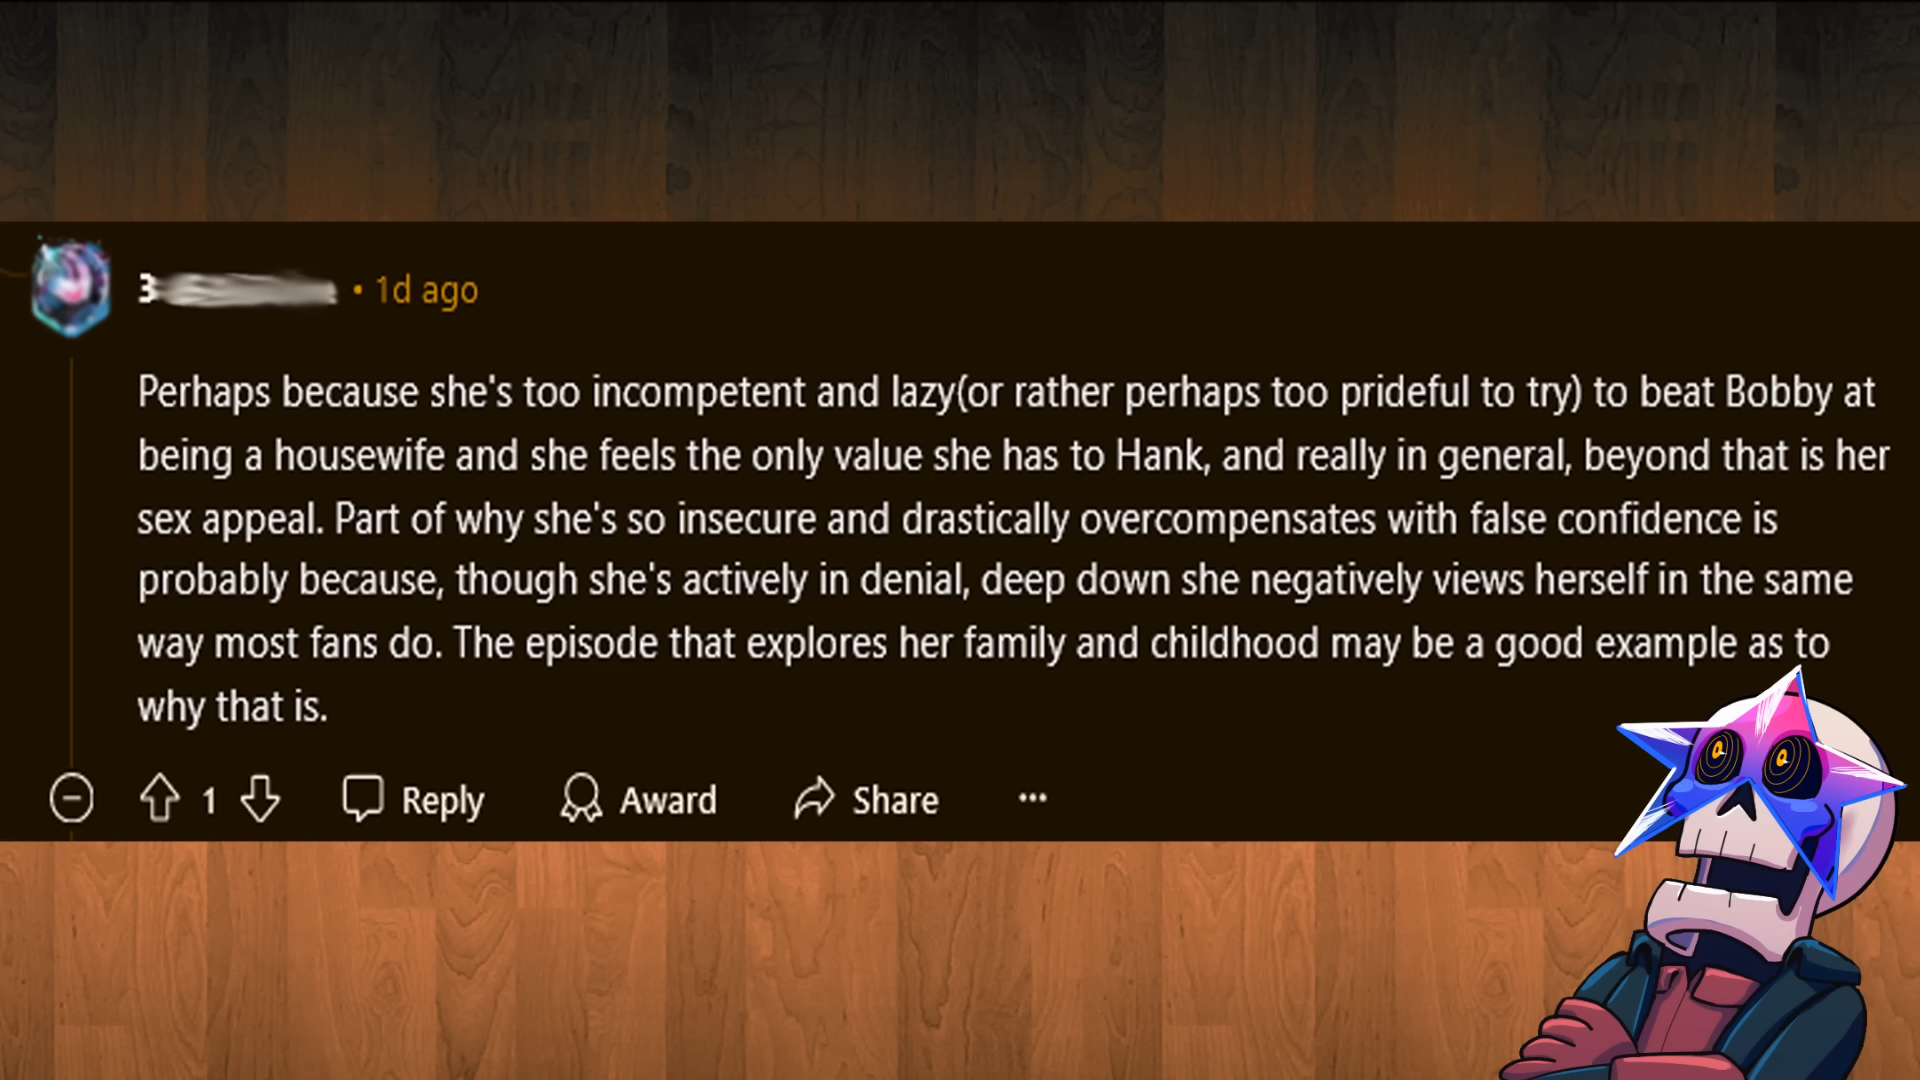 3 • 1d ago
Perhaps because she's too incompetent and lazy(or rather perhaps too prideful to try) to beat Bobby at
being a housewife and she feels the only value she has to Hank, and really in general, beyond that is her
sex appeal. Part of why she's so insecure and drastically overcompensates with false confidence is
probably because, though she's actively in denial, deep down she negatively views herself in the same
way most fans do. The episode that explores her family and childhood may be a good example as to
why that is.
1 Reply Award Share ...